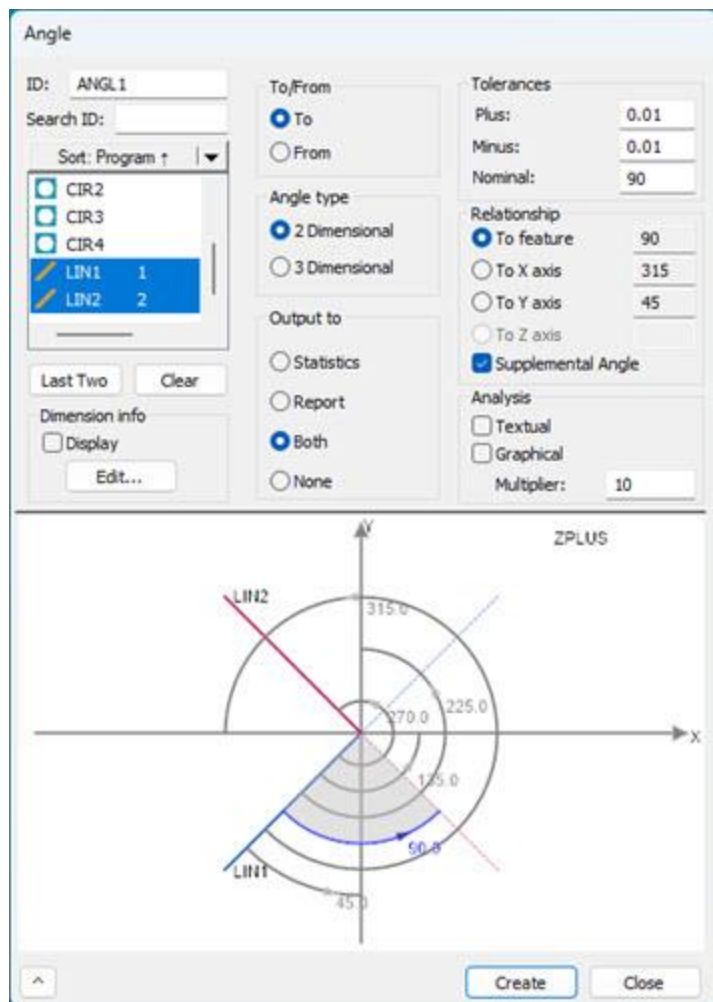 Angle
ID: ANGL1
Search ID:
Sort: Program ↑
CIR2
CIR3
CIR4
LIN1 1
LIN2 2
Last Two Clear
Dimension info
Display
Edit...
To/From
To
From
Angle type
2 Dimensional
3 Dimensional
Output to
Statistics
Report
Both
None
Tolerances
Plus: 0.01
Minus: 0.01
Nominal: 90
Relationship
To feature 90
To X axis 315
To Y axis 45
To Z axis
Supplemental Angle
Analysis
Textual
Graphical
Multiplier: 10
Y
ZPLUS
LIN2
315.0
225.0
270.0
X
135.0
90.0
LIN1
45.0
Create Close